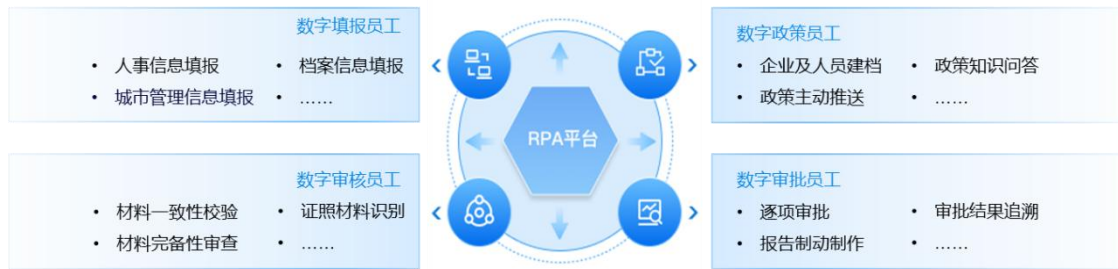 数字填报员工
• 人事信息填报 • 档案信息填报
• 城市管理信息填报 • ……
数字政策员工
• 企业及人员建档 • 政策知识问答
• 政策主动推送 • ……
RPA平台
数字审核员工
• 材料一致性校验 • 证照材料识别
• 材料完备性审查 • ……
数字审批员工
• 逐项审批 • 审批结果追溯
• 报告制动制作 • ……